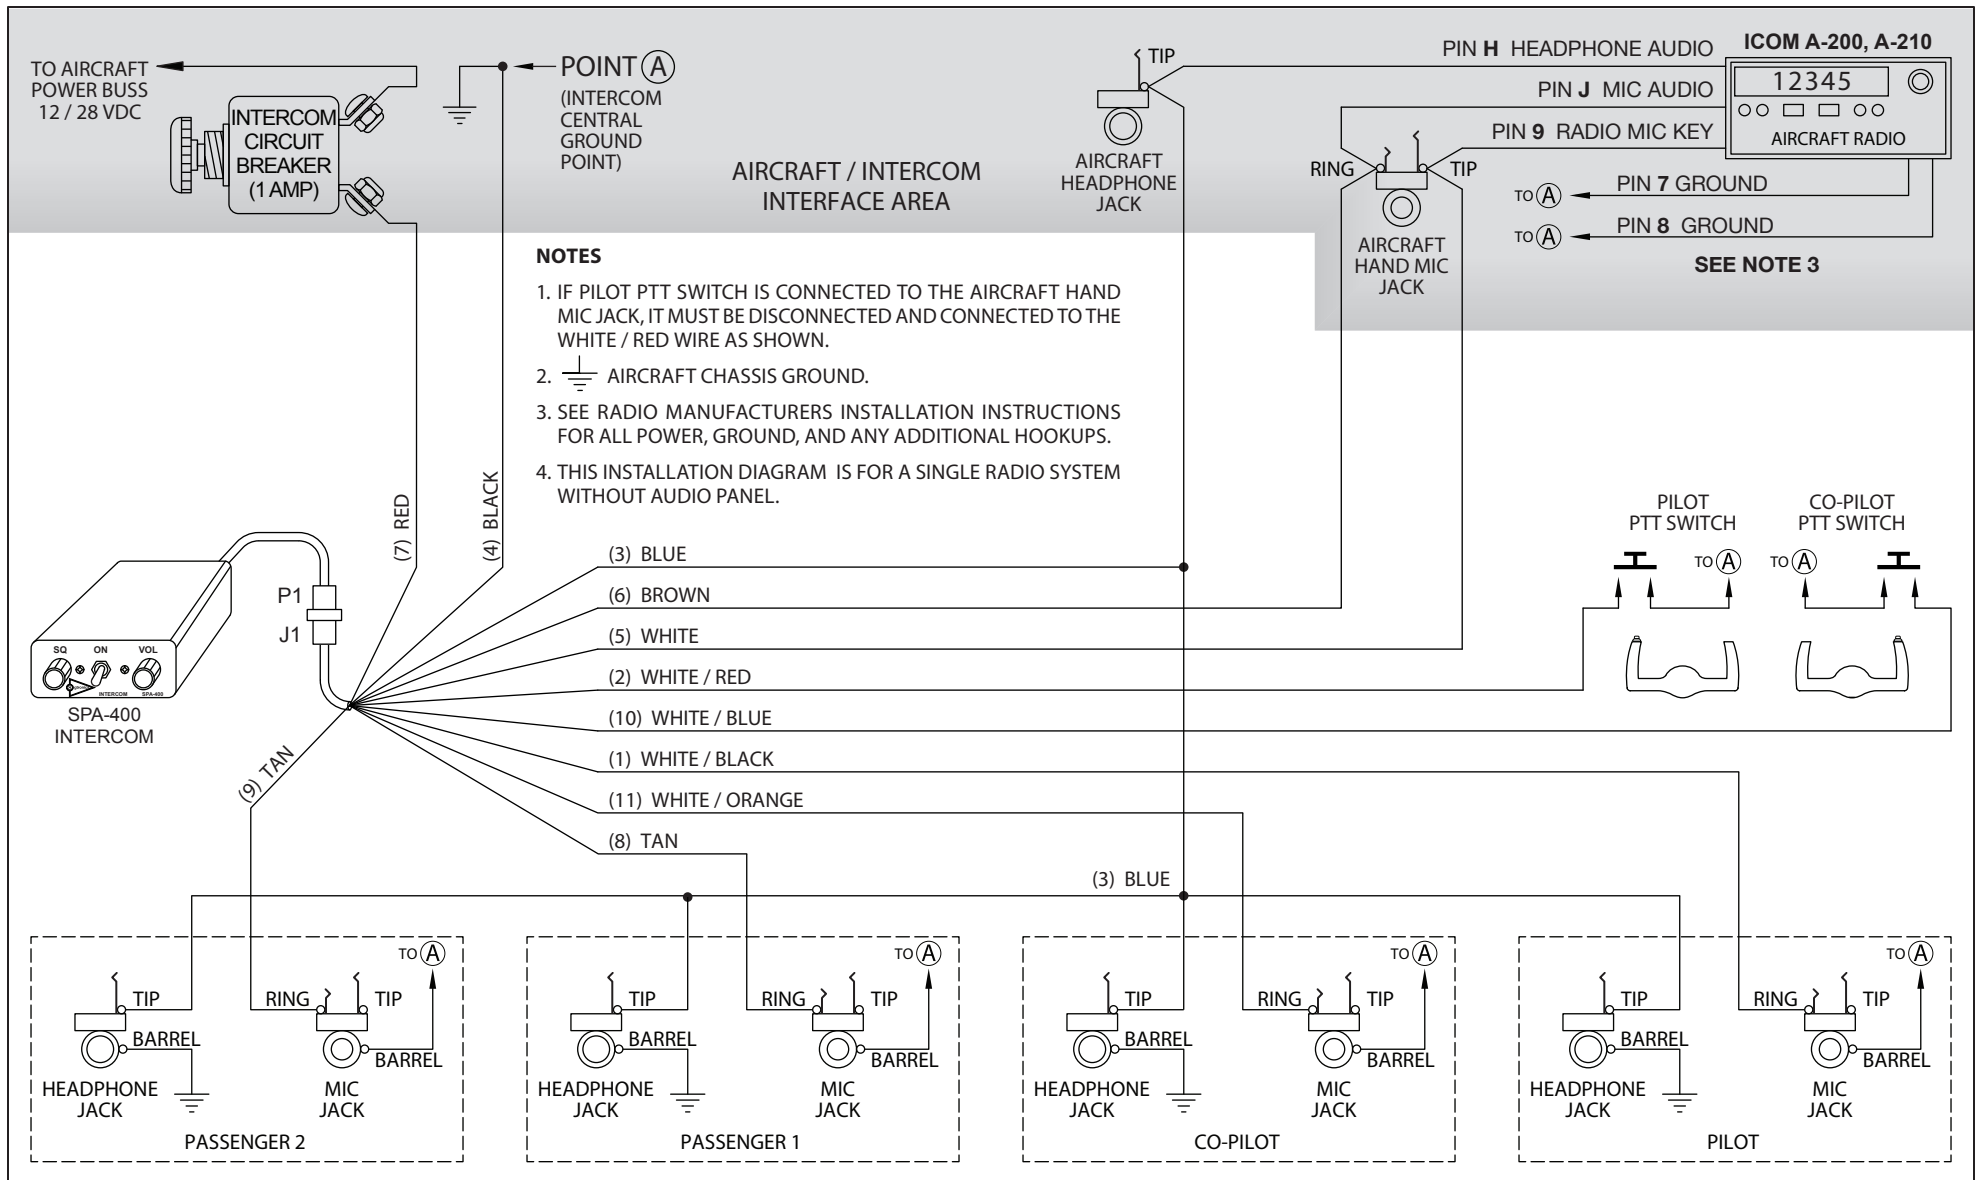 TO AIRCRAFT
POWER BUSS
12 / 28 VDC
INTERCOM
CIRCUIT
BREAKER
(1 AMP)
POINT A
(INTERCOM
CENTRAL
GROUND
POINT)
AIRCRAFT / INTERCOM
INTERFACE AREA
TIP
AIRCRAFT
HEADPHONE
JACK
PIN H HEADPHONE AUDIO
PIN J MIC AUDIO
PIN 9 RADIO MIC KEY
ICOM A-200, A-210
12345
AIRCRAFT RADIO
RING
TIP
AIRCRAFT
HAND MIC
JACK
TO A
PIN 7 GROUND
TO A
PIN 8 GROUND
SEE NOTE 3
NOTES
1. IF PILOT PTT SWITCH IS CONNECTED TO THE AIRCRAFT HAND
MIC JACK, IT MUST BE DISCONNECTED AND CONNECTED TO THE
WHITE / RED WIRE AS SHOWN.
2. AIRCRAFT CHASSIS GROUND.
3. SEE RADIO MANUFACTURERS INSTALLATION INSTRUCTIONS
FOR ALL POWER, GROUND, AND ANY ADDITIONAL HOOKUPS.
4. THIS INSTALLATION DIAGRAM IS FOR A SINGLE RADIO SYSTEM
WITHOUT AUDIO PANEL.
(7) RED
(4) BLACK
PILOT
PTT SWITCH
CO-PILOT
PTT SWITCH
TO A
TO A
P1
J1
SQ
ON
VOL
INTERCOM
SPA-400
SPA-400
INTERCOM
(3) BLUE
(6) BROWN
(5) WHITE
(2) WHITE / RED
(10) WHITE / BLUE
(1) WHITE / BLACK
(11) WHITE / ORANGE
(8) TAN
(9) TAN
(3) BLUE
TO A
TIP
RING
TIP
BARREL
BARREL
HEADPHONE
JACK
MIC
JACK
PASSENGER 2
TO A
TIP
RING
TIP
BARREL
BARREL
HEADPHONE
JACK
MIC
JACK
PASSENGER 1
TO A
TIP
RING
TIP
BARREL
BARREL
HEADPHONE
JACK
MIC
JACK
CO-PILOT
TO A
TIP
RING
TIP
BARREL
BARREL
HEADPHONE
JACK
MIC
JACK
PILOT